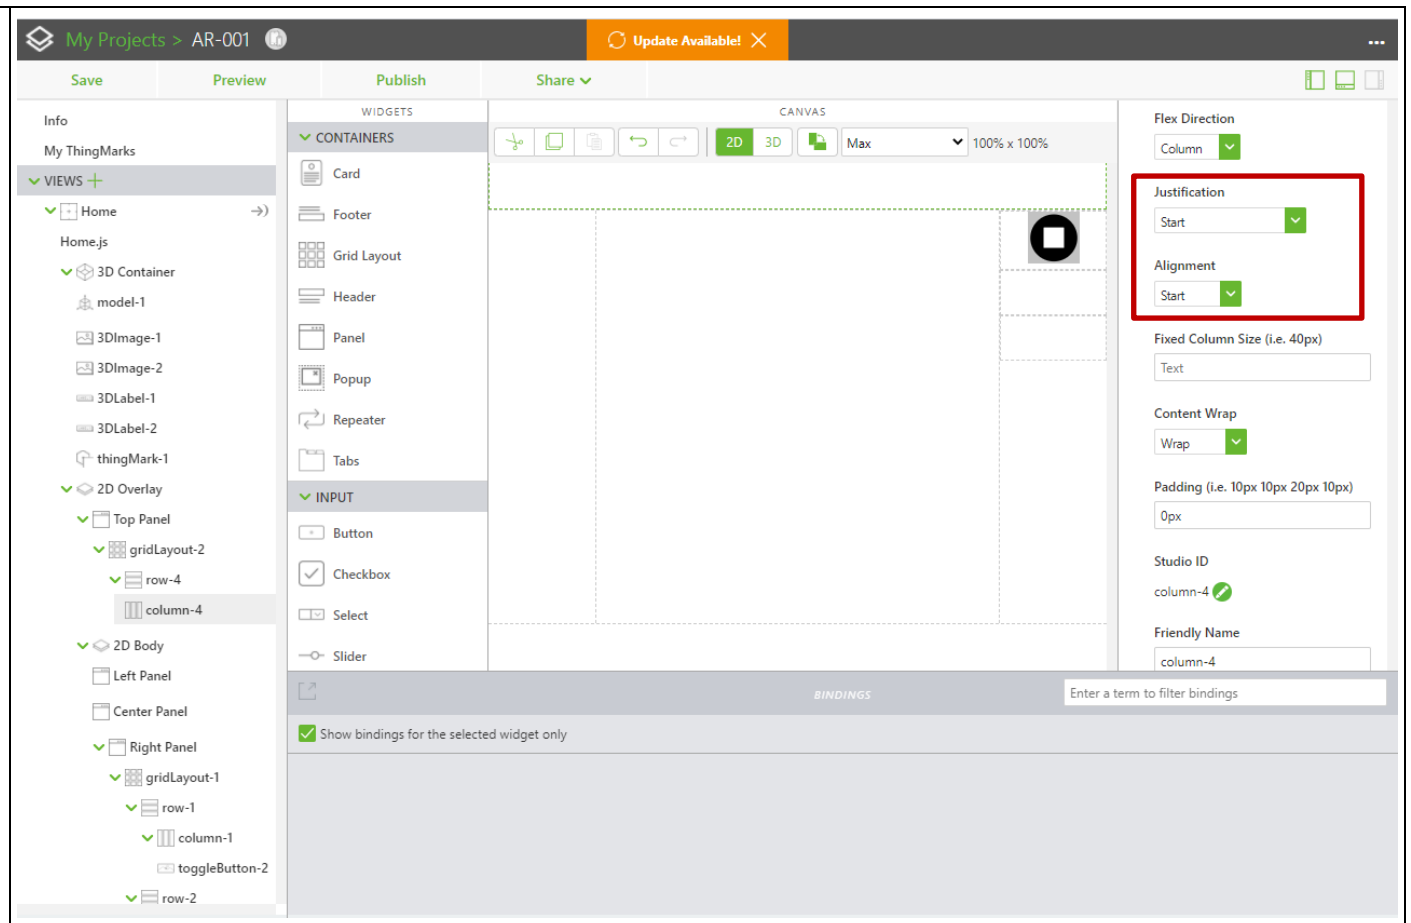 My Projects > AR-001
Update Available!
Save
Preview
Publish
Share
Info
My ThingMarks
VIEWS
Home
Home.js
3D Container
model-1
3DImage-1
3DImage-2
3DLabel-1
3DLabel-2
thingMark-1
2D Overlay
Top Panel
gridLayout-2
row-4
column-4
2D Body
Left Panel
Center Panel
Right Panel
gridLayout-1
row-1
column-1
toggleButton-2
row-2
WIDGETS
CONTAINERS
Card
Footer
Grid Layout
Header
Panel
Popup
Repeater
Tabs
INPUT
Button
Checkbox
Select
Slider
CANVAS
2D
3D
Max
100% x 100%
Flex Direction
Column
Justification
Start
Alignment
Start
Fixed Column Size (i.e. 40px)
Text
Content Wrap
Wrap
Padding (i.e. 10px 10px 20px 10px)
0px
Studio ID
column-4
Friendly Name
column-4
BINDINGS
Enter a term to filter bindings
Show bindings for the selected widget only